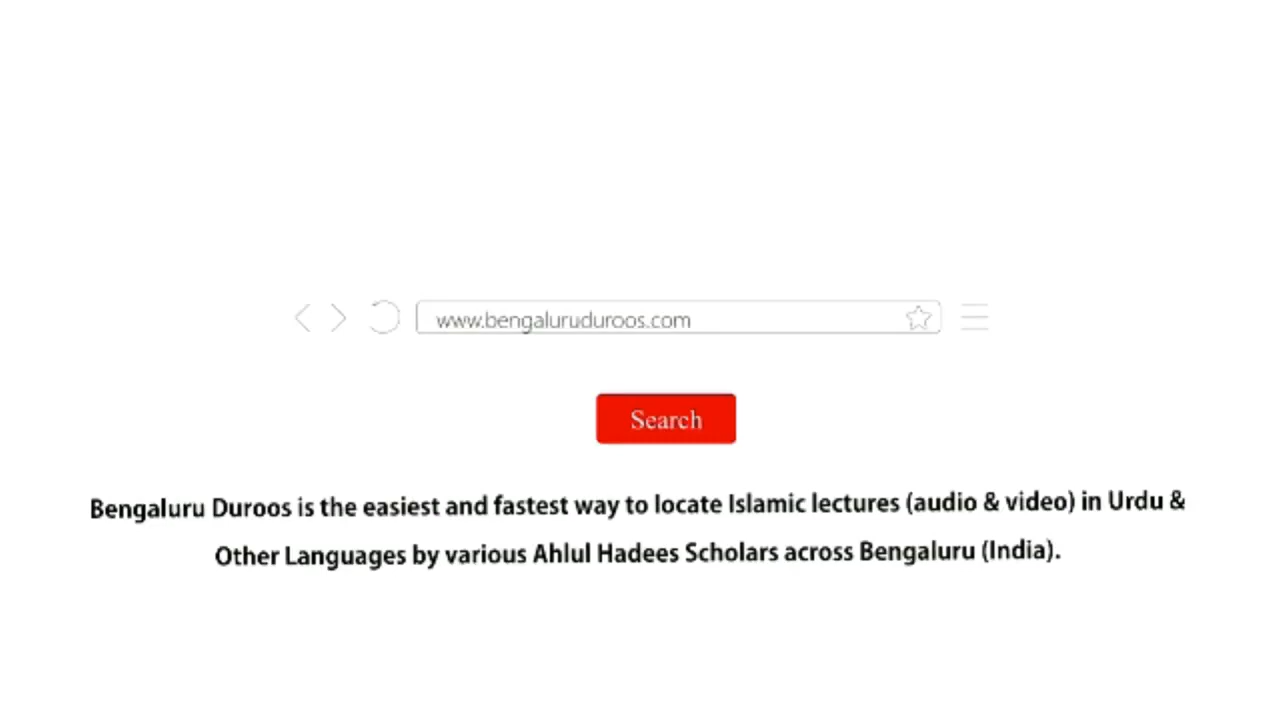 www.bengaluruduroos.com
Search
Bengaluru Duroos is the easiest and fastest way to locate Islamic lectures (audio & video) in Urdu &
Other Languages by various Ahlul Hadees Scholars across Bengaluru (India).